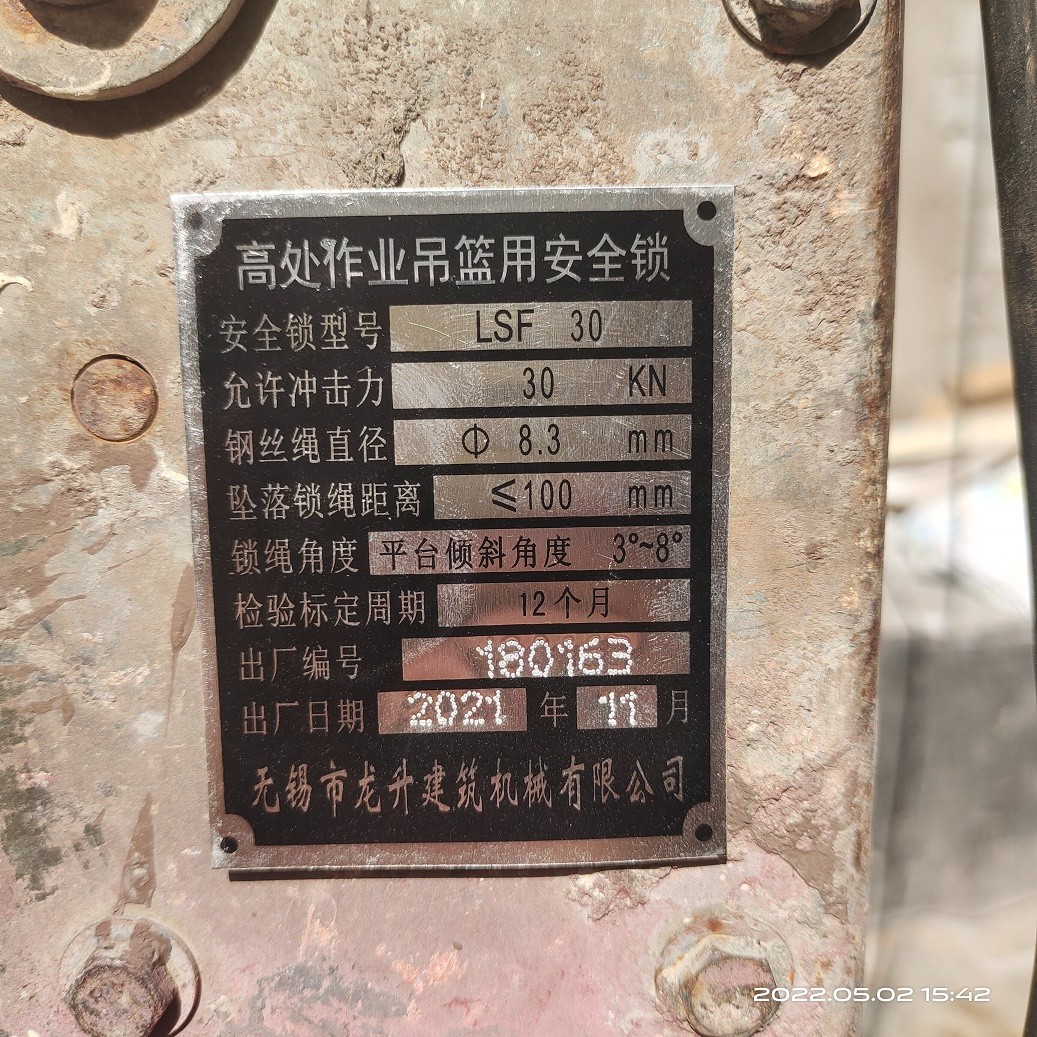 高处作业吊篮用安全锁
安全锁型号 LSF 30
允许冲击力 30 KN
钢丝绳直径 Φ 8.3 mm
坠落锁绳距离 ≤100 mm
锁绳角度 平台倾斜角度 3°~8°
检验标定周期 12个月
出厂编号 180163
出厂日期 2021 年 11 月
无锡市龙升建筑机械有限公司
2022.05.02 15:42